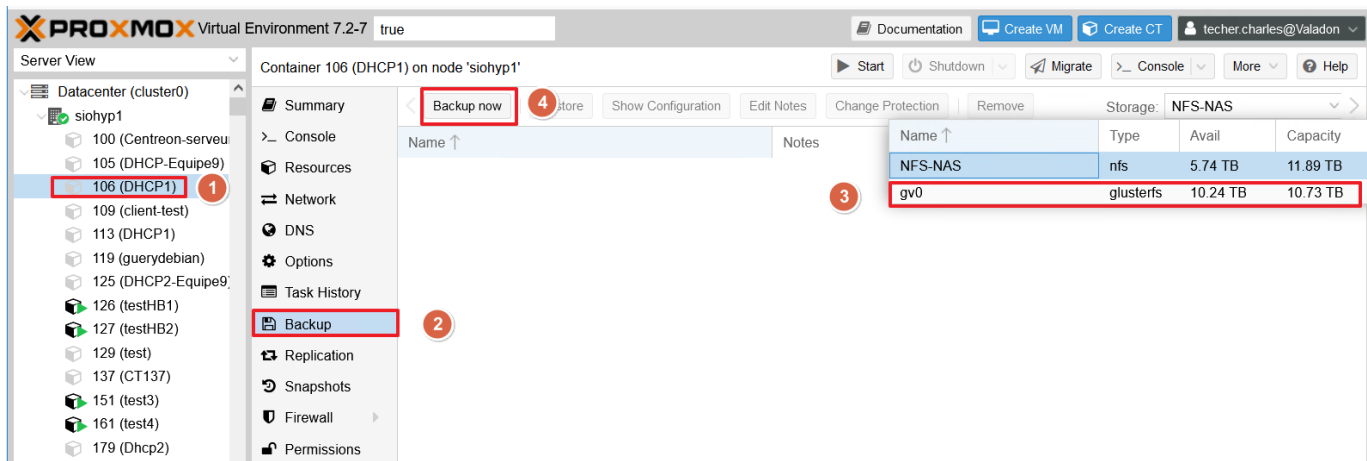 PROXMOX Virtual Environment 7.2-7 true Documentation Create VM Create CT techer.charles@Valadon
Server View
Container 106 (DHCP1) on node 'siohyp1' Start Shutdown Migrate >_ Console More Help
Datacenter (cluster0)
siohyp1
100 (Centreon-serveu
105 (DHCP-Equipe9)
106 (DHCP1) 1
109 (client-test)
113 (DHCP1)
119 (guerydebian)
125 (DHCP2-Equipe9)
126 (testHB1)
127 (testHB2)
129 (test)
137 (CT137)
151 (test3)
161 (test4)
179 (Dhcp2)
Summary
>_ Console
Resources
Network
DNS
Options
Task History
Backup 2
Replication
Snapshots
Firewall
Permissions
Backup now 4 store Show Configuration Edit Notes Change Protection Remove Storage: NFS-NAS
Name Notes
Name Type Avail Capacity
NFS-NAS nfs 5.74 TB 11.89 TB
3 gv0 glusterfs 10.24 TB 10.73 TB